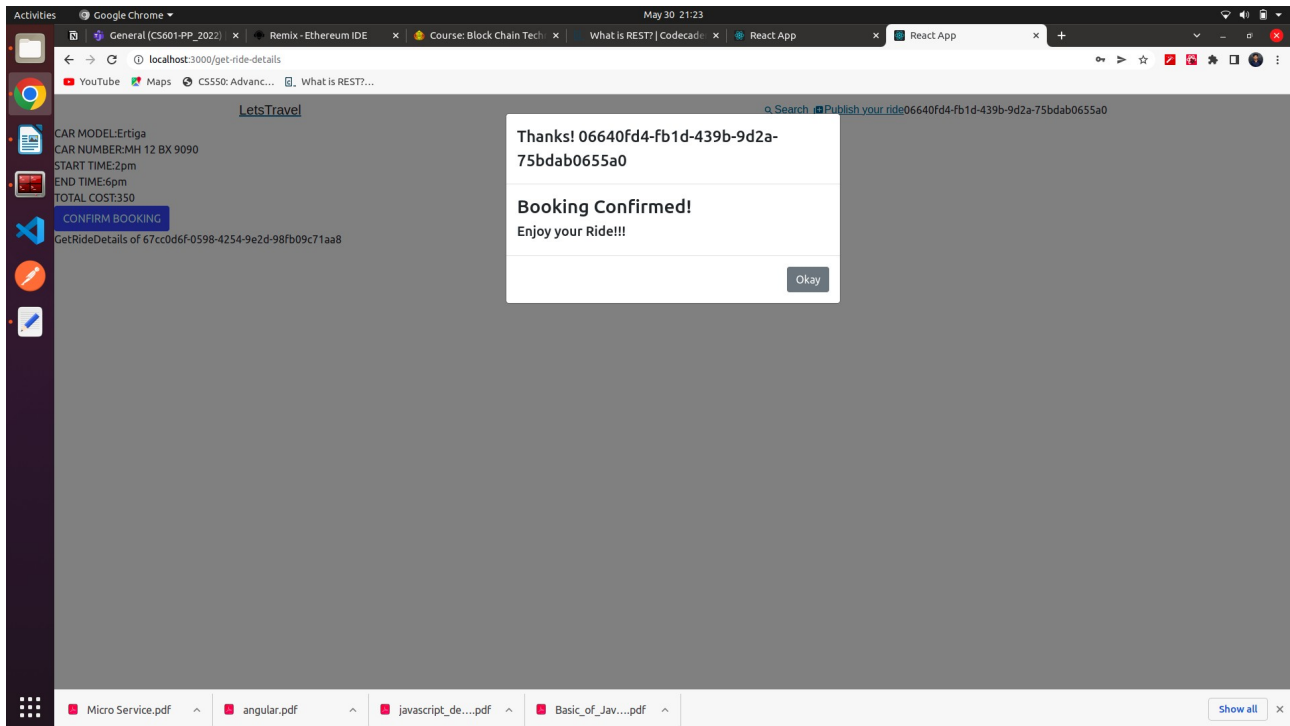 Activities Google Chrome May 30 21:23
General (CS601-PP_2022) Remix - Ethereum IDE Course: Block Chain Tech What is REST? | Codecade React App React App
localhost:3000/get-ride-details
YouTube Maps CS550: Advanc... What is REST?...
LetsTravel Search Publish your ride06640fd4-fb1d-439b-9d2a-75bdab0655a0
CAR MODEL:Ertiga
CAR NUMBER:MH 12 BX 9090
START TIME:2pm
END TIME:6pm
TOTAL COST:350
CONFIRM BOOKING
GetRideDetails of 67cc0d6f-0598-4254-9e2d-98fb09c71aa8
Thanks! 06640fd4-fb1d-439b-9d2a-
75bdab0655a0
Booking Confirmed!
Enjoy your Ride!!!
Okay
Micro Service.pdf angular.pdf javascript_de....pdf Basic_of_Jav....pdf Show all